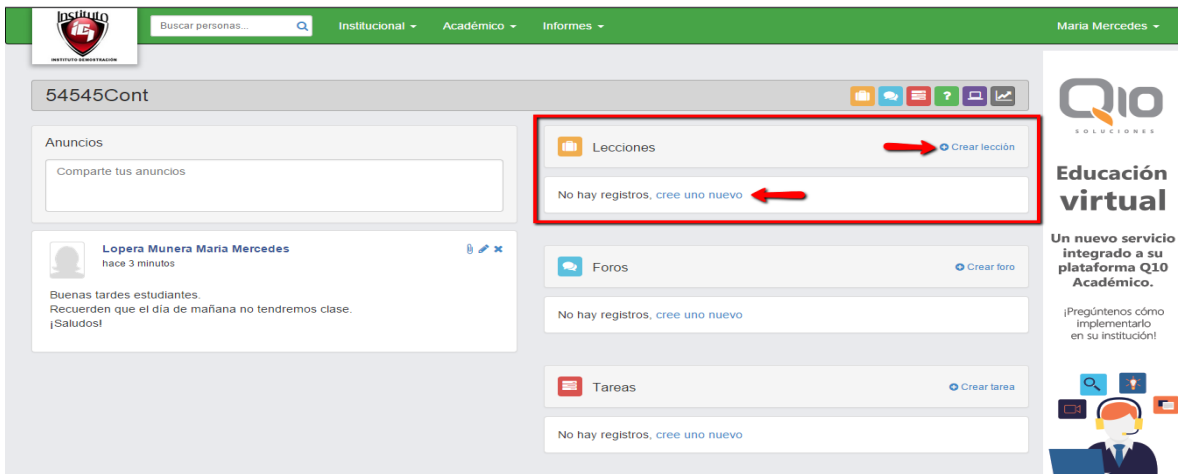 Instituto
INSTITUTO DEMOSTRACIÓN
Buscar personas...
Institucional
Académico
Informes
Maria Mercedes
54545Cont
Anuncios
Comparte tus anuncios
Lopera Munera Maria Mercedes
hace 3 minutos
Buenas tardes estudiantes.
Recuerden que el día de mañana no tendremos clase.
¡Saludos!
Lecciones
Crear lección
No hay registros, cree uno nuevo
Foros
Crear foro
No hay registros, cree uno nuevo
Tareas
Crear tarea
No hay registros, cree uno nuevo
Q10
SOLUCIONES
Educación
virtual
Un nuevo servicio
integrado a su
plataforma Q10
Académico.
¡Pregúntenos cómo
implementarlo
en su institución!